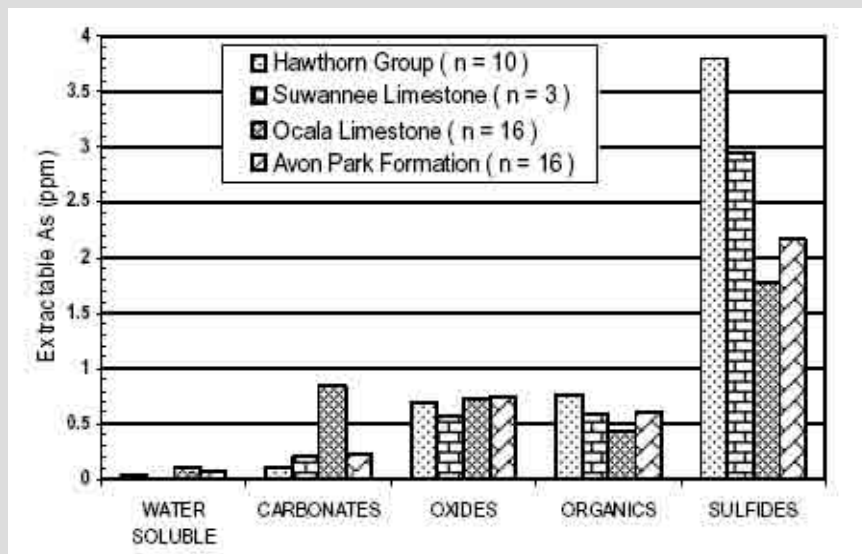 4
3.5
3
2.5
2
1.5
1
0.5
0
Extractable As (ppm)
Hawthorn Group ( n = 10 )
Suwannee Limestone ( n = 3 )
Ocala Limestone ( n = 16 )
Avon Park Formation ( n = 16 )
WATER SOLUBLE
CARBONATES
OXIDES
ORGANICS
SULFIDES